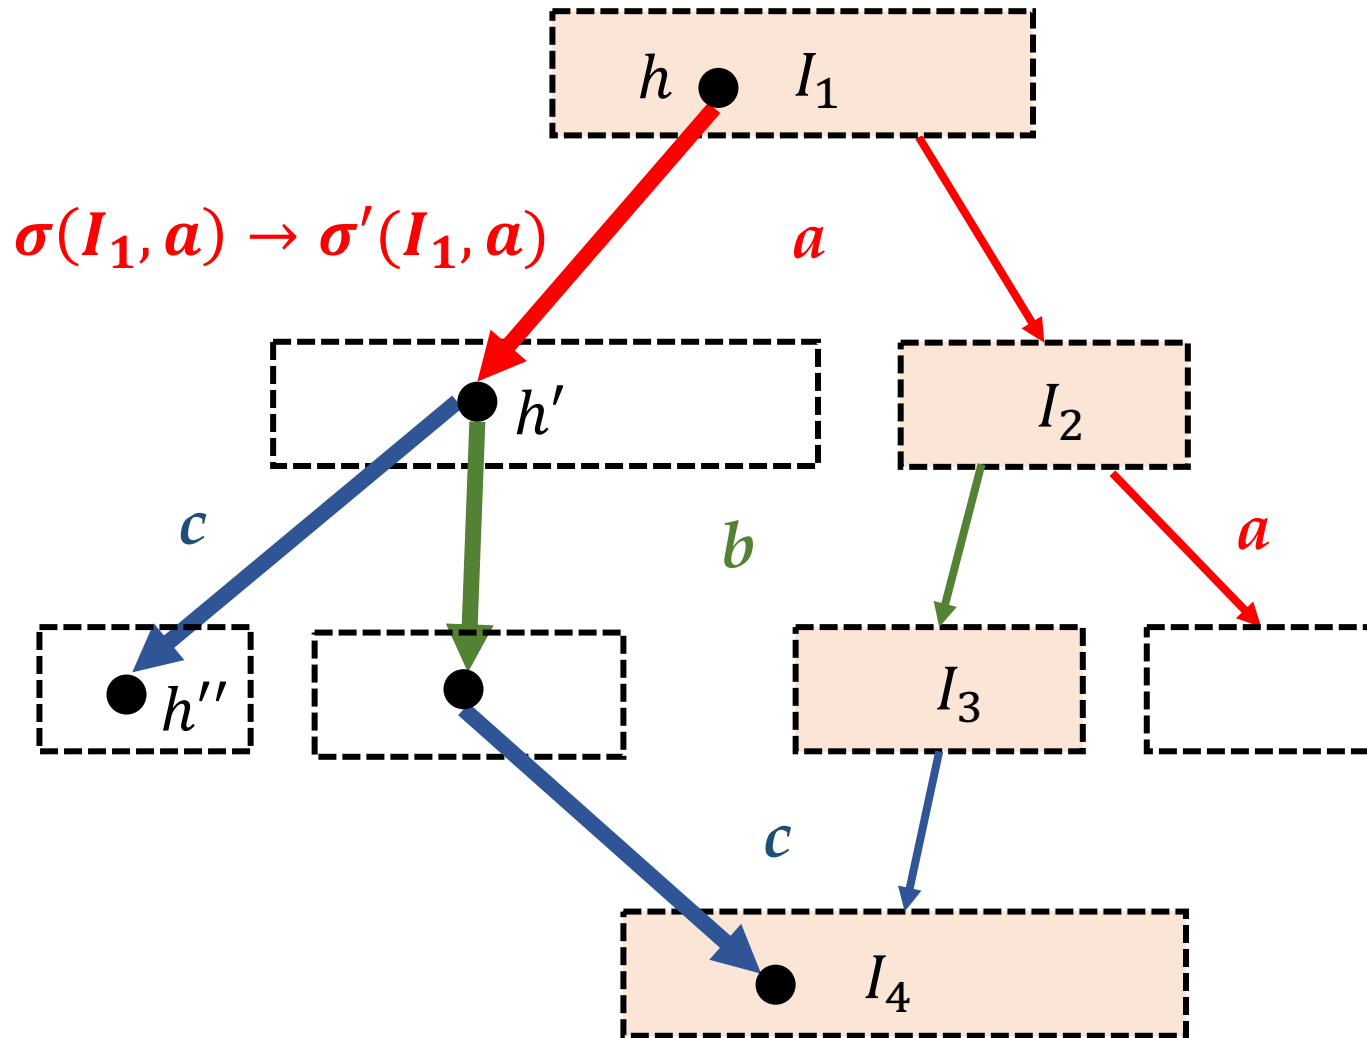 h I₁
σ(I₁, a) → σ′(I₁, a)
a
h′
I₂
c
b
a
h′′
I₃
c
I₄